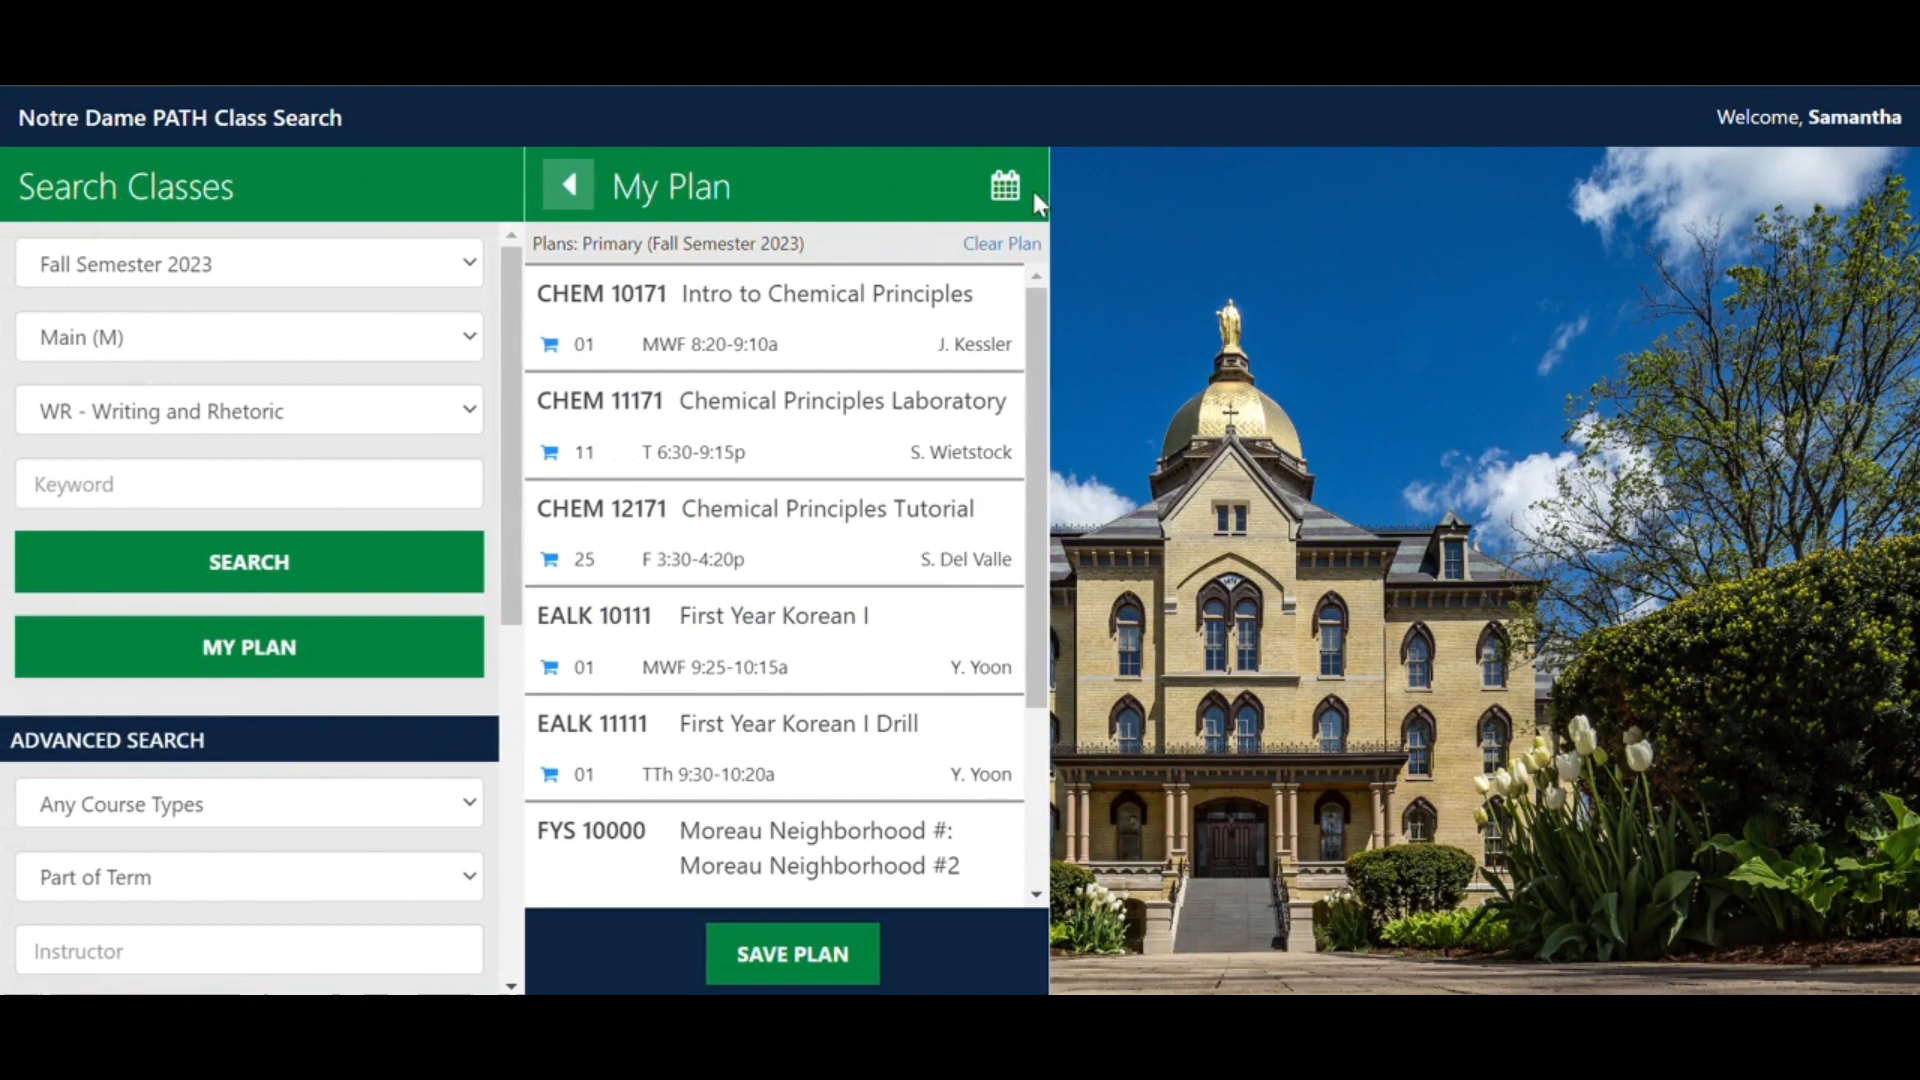 Notre Dame PATH Class Search
Welcome, Samantha
Search Classes
Fall Semester 2023
Main (M)
WR - Writing and Rhetoric
Keyword
SEARCH
MY PLAN
ADVANCED SEARCH
Any Course Types
Part of Term
Instructor
My Plan
Plans: Primary (Fall Semester 2023) Clear Plan
CHEM 10171 Intro to Chemical Principles
01 MWF 8:20-9:10a J. Kessler
CHEM 11171 Chemical Principles Laboratory
11 T 6:30-9:15p S. Wietstock
CHEM 12171 Chemical Principles Tutorial
25 F 3:30-4:20p S. Del Valle
EALK 10111 First Year Korean I
01 MWF 9:25-10:15a Y. Yoon
EALK 11111 First Year Korean I Drill
01 TTh 9:30-10:20a Y. Yoon
FYS 10000 Moreau Neighborhood #:
Moreau Neighborhood #2
SAVE PLAN